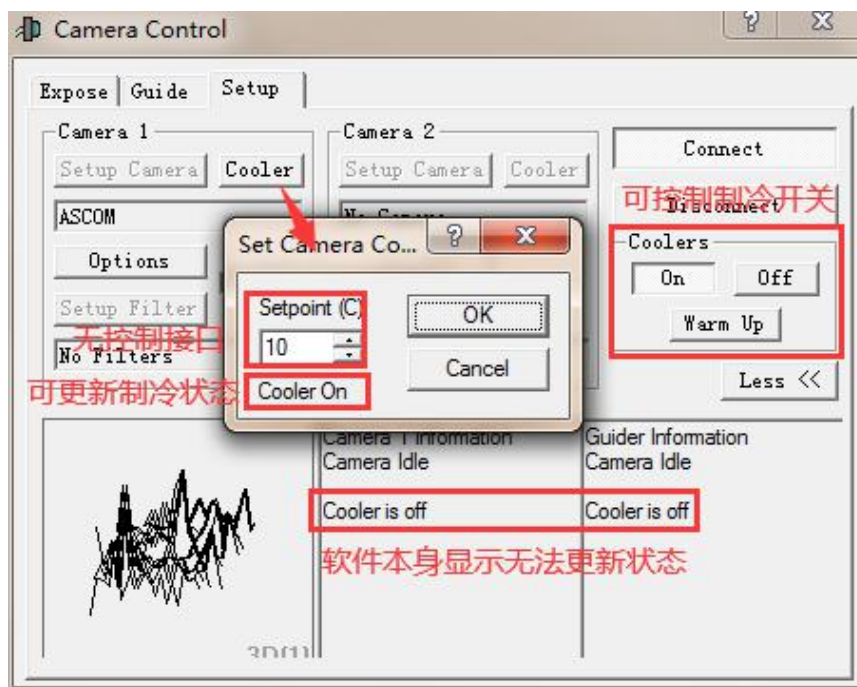 Camera Control
Expose Guide Setup
Camera 1
Setup Camera Cooler
ASCOM
Options
Setup Filter
No Filters
无控制接口
可更新制冷状态
Camera 2
Setup Camera Cooler
No Camera
Set Camera Co...
Setpoint (C)
10
Cooler On
OK
Cancel
Connect
Disconnect
可控制制冷开关
Coolers
On Off
Warm Up
Less <<
Camera 1 Information
Camera Idle
Cooler is off
Guider Information
Camera Idle
Cooler is off
软件本身显示无法更新状态
3D(1)